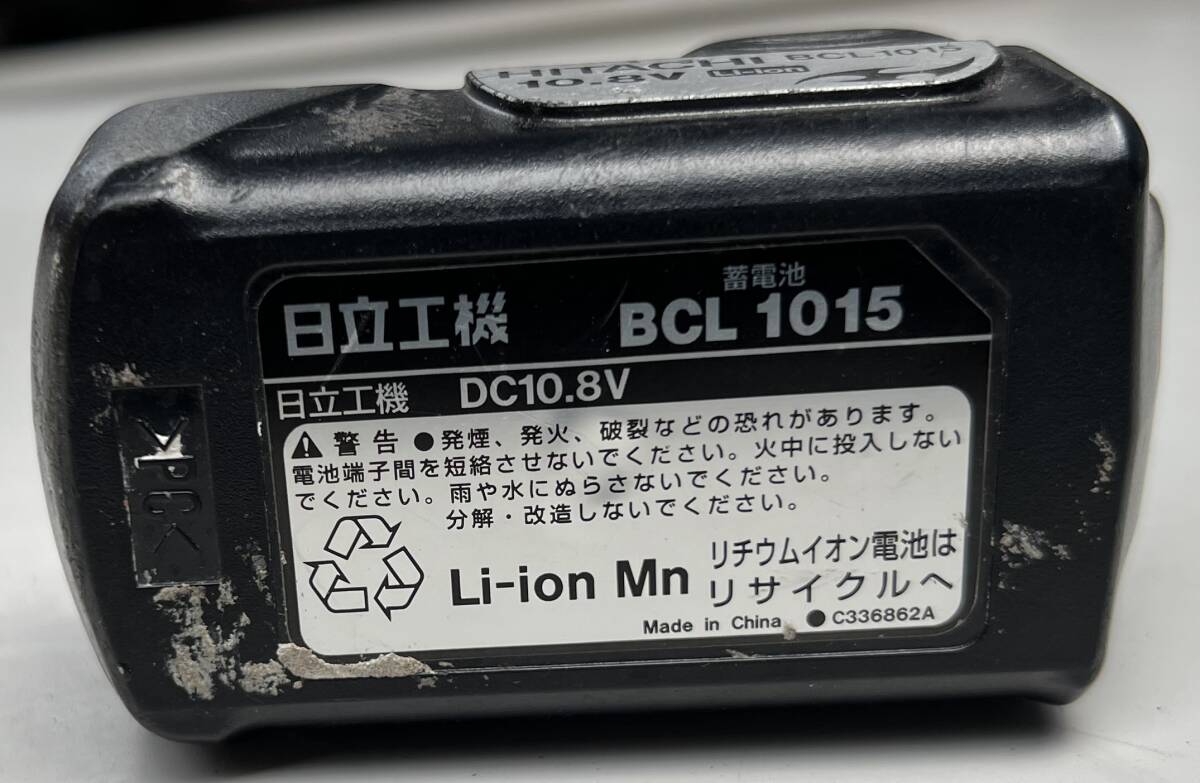 HITACHI BCL 1015
10.8V Li-ion
蓄電池
日立工機 BCL 1015
日立工機 DC10.8V
警告 ●発煙、発火、破裂などの恐れがあります。
電池端子間を短絡させないでください。火中に投入しない
でください。雨や水にぬらさないでください。
分解・改造しないでください。
Li-ion Mn リチウムイオン電池は
リサイクルへ
Made in China ●C336862A
>PC<